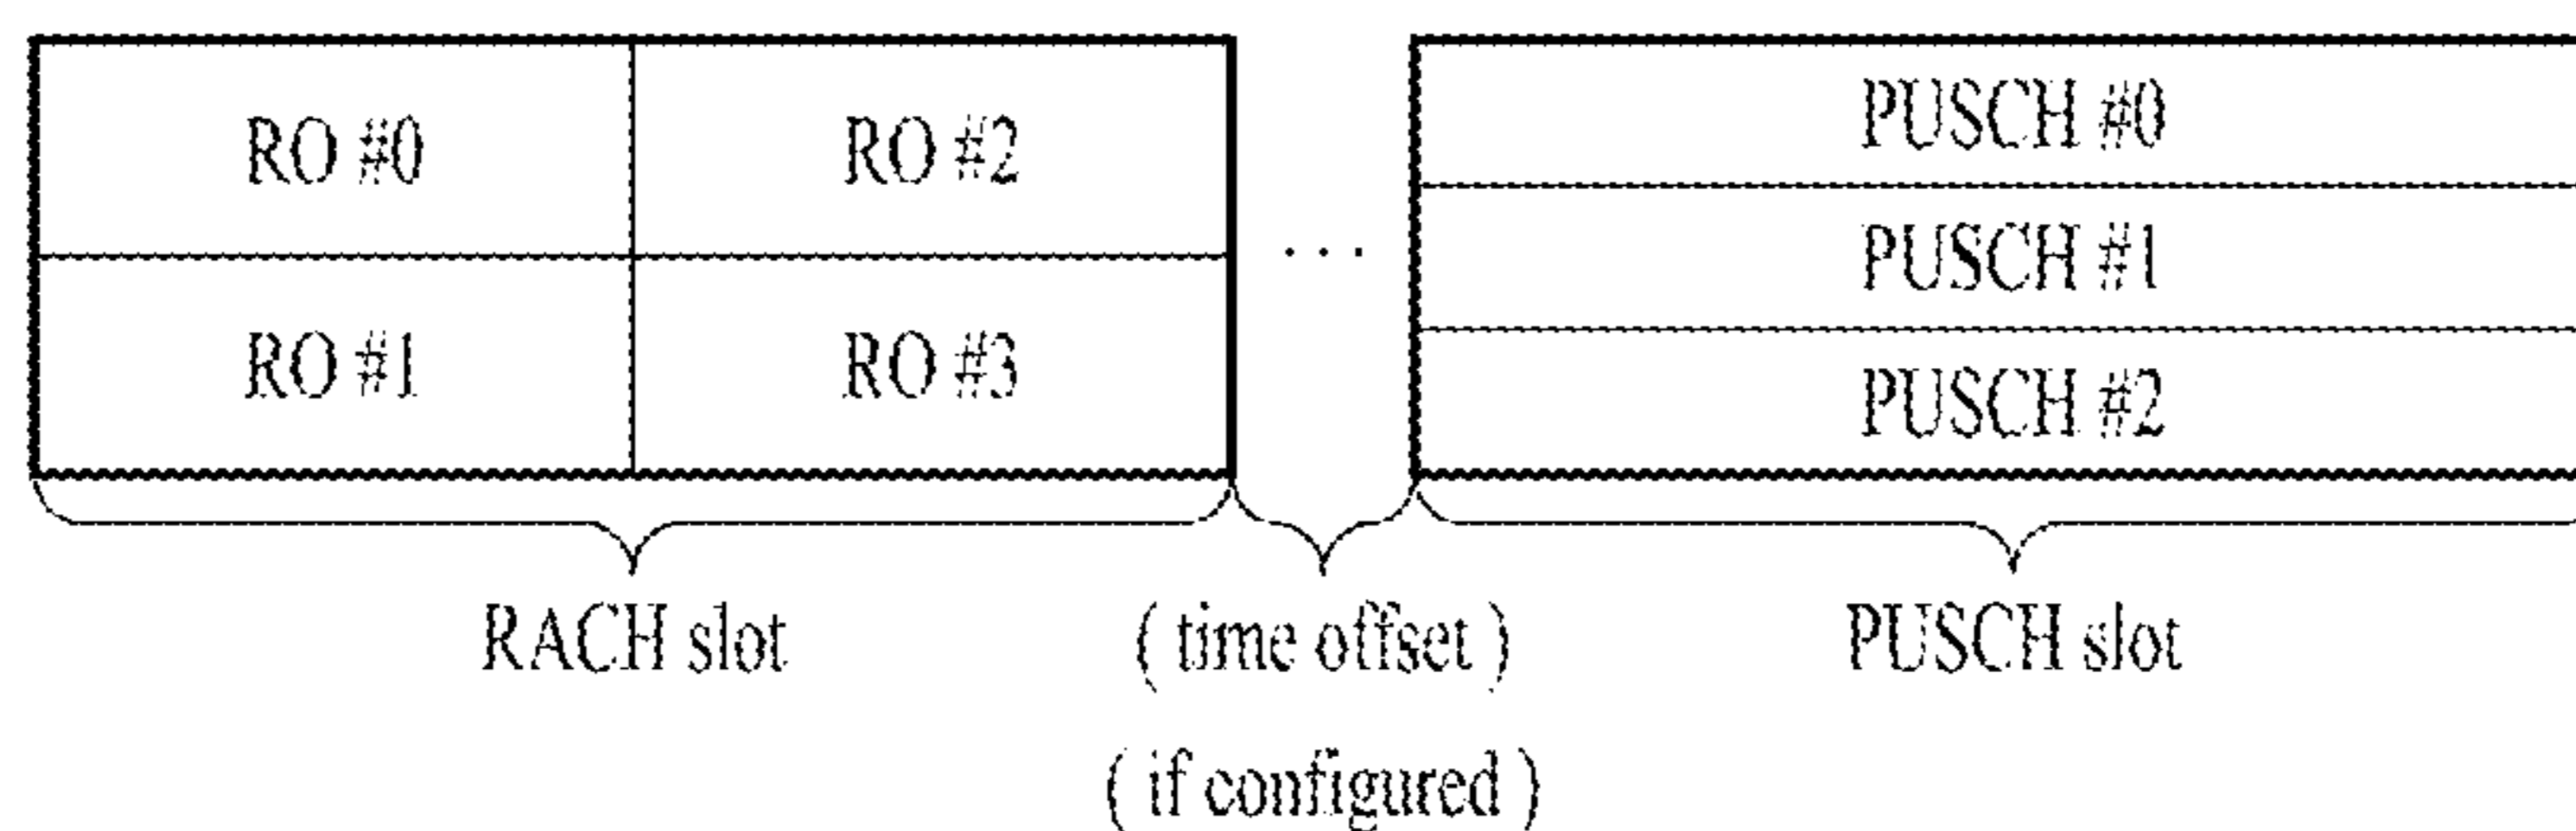 RO #0
RO #2
RO #1
RO #3
...
PUSCH #0
PUSCH #1
PUSCH #2
RACH slot
( time offset )
( if configured )
PUSCH slot